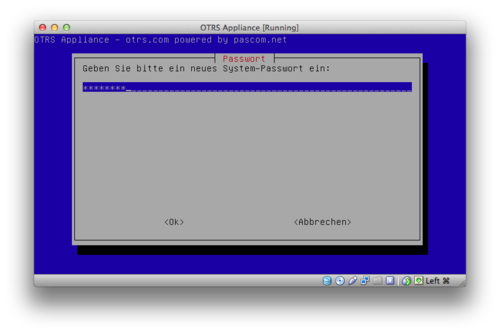 OTRS Appliance [Running]
OTRS Appliance - otrs.com powered by pascom.net
Passwort
Geben Sie bitte ein neues System-Passwort ein:
********_
<Ok> <Abbrechen>
Left ⌘